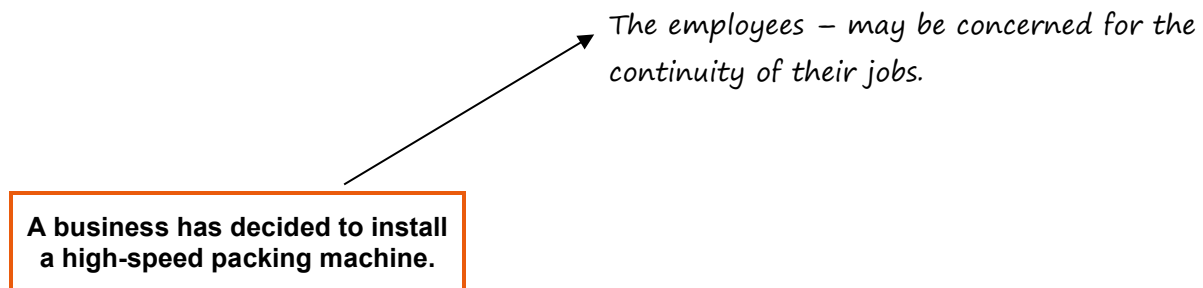 The employees – may be concerned for the
continuity of their jobs.
A business has decided to install
a high-speed packing machine.